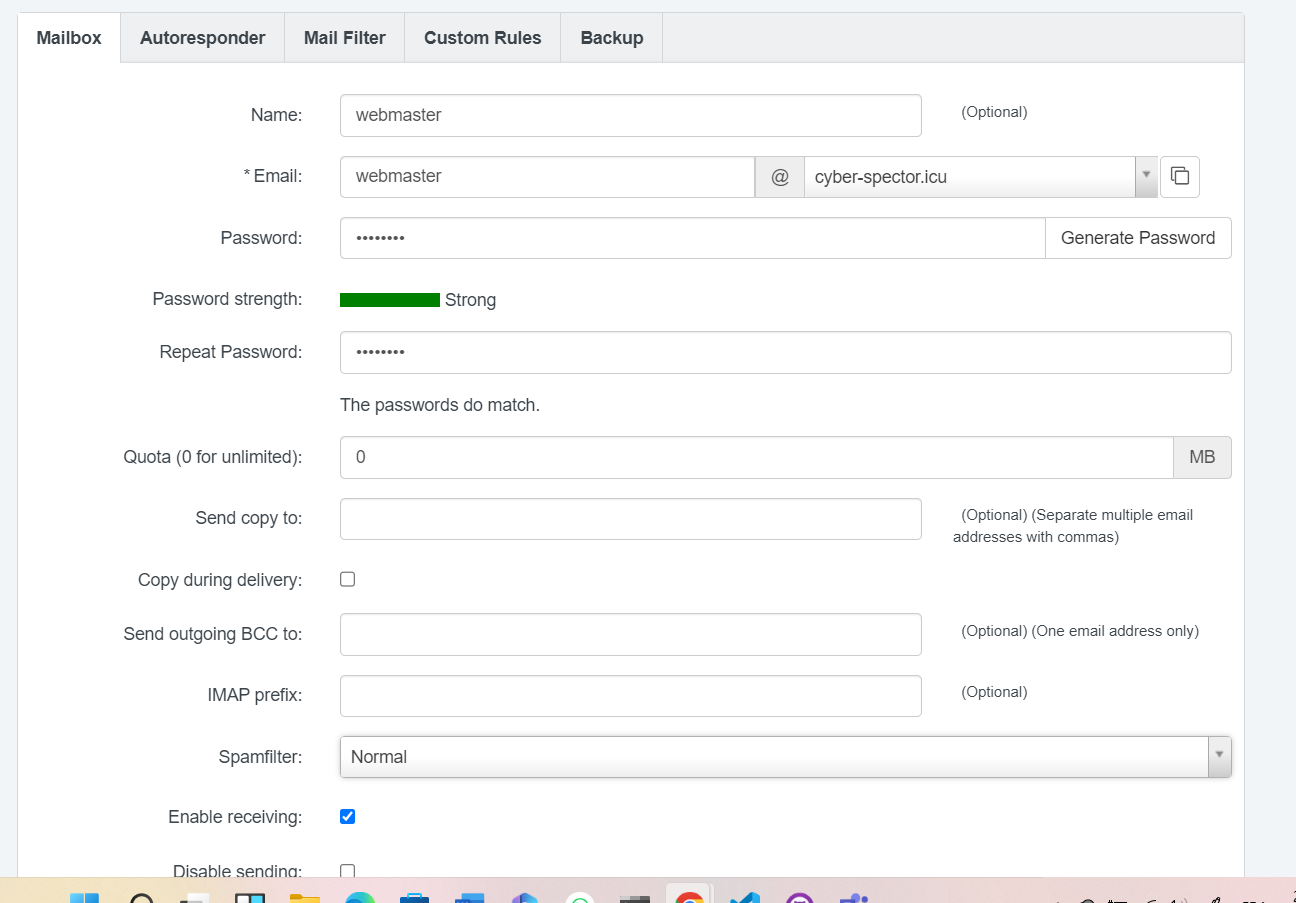 Mailbox Autoresponder Mail Filter Custom Rules Backup
Name: webmaster (Optional)
* Email: webmaster @ cyber-spector.icu
Password: •••••••• Generate Password
Password strength: Strong
Repeat Password: ••••••••
The passwords do match.
Quota (0 for unlimited): 0 MB
Send copy to: (Optional) (Separate multiple email
addresses with commas)
Copy during delivery:
Send outgoing BCC to: (Optional) (One email address only)
IMAP prefix: (Optional)
Spamfilter: Normal
Enable receiving:
Disable sending: